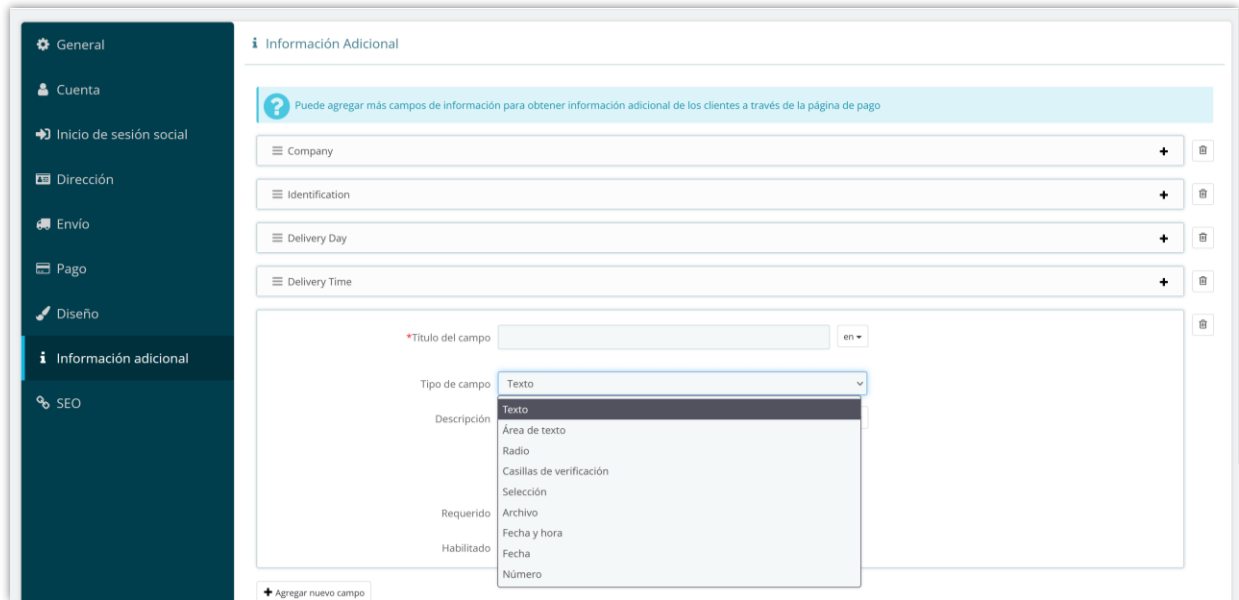 General
Cuenta
Inicio de sesión social
Dirección
Envío
Pago
Diseño
Información adicional
SEO
Información Adicional
Puede agregar más campos de información para obtener información adicional de los clientes a través de la página de pago
Company
Identification
Delivery Day
Delivery Time
*Título del campo
en
Tipo de campo
Texto
Texto
Área de texto
Radio
Casillas de verificación
Selección
Archivo
Fecha y hora
Fecha
Número
Descripción
Requerido
Habilitado
Agregar nuevo campo